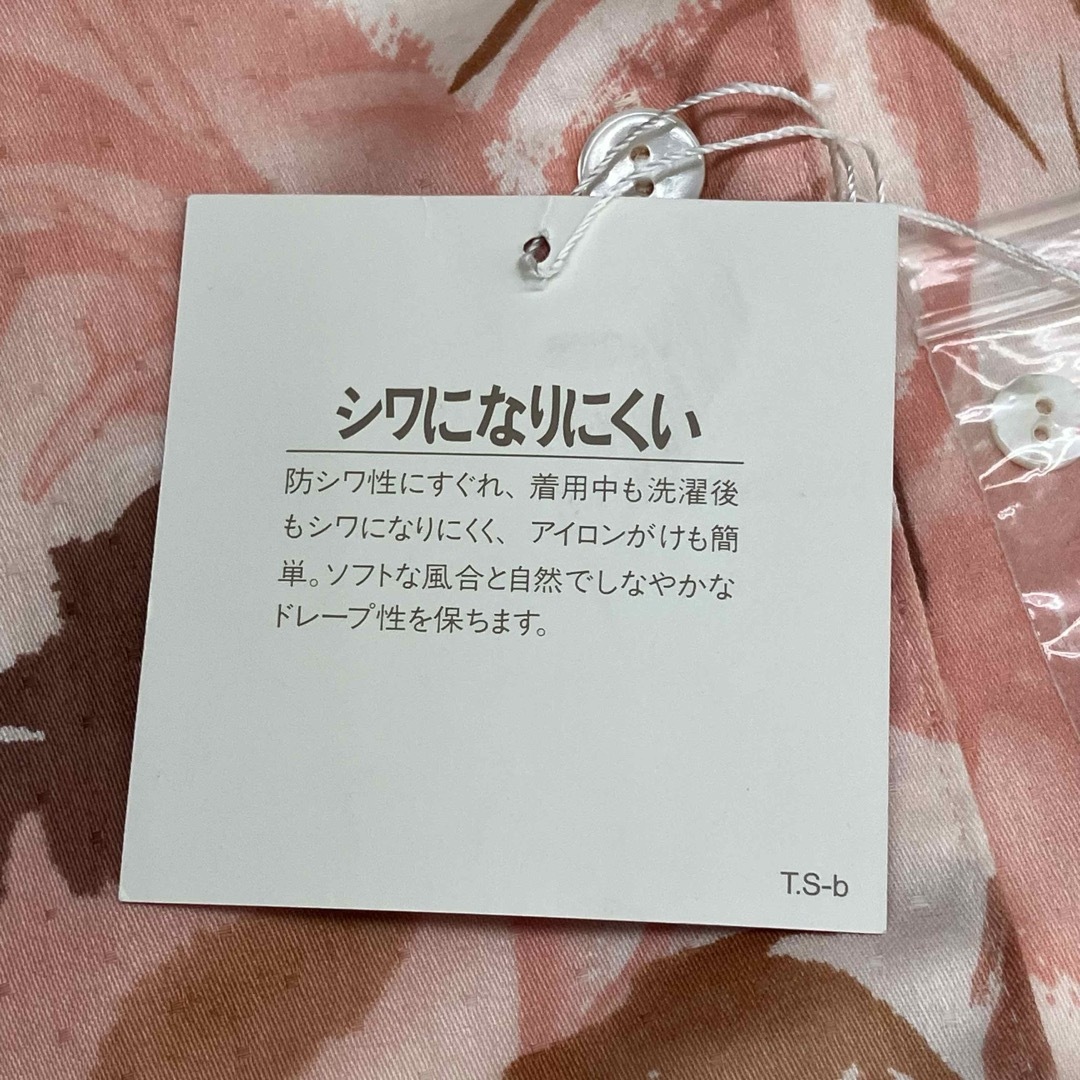 シワになりにくい
防シワ性にすぐれ、着用中も洗濯後
もシワになりにくく、アイロンがけも簡
単。ソフトな風合と自然でしなやかな
ドレープ性を保ちます。
T.S-b